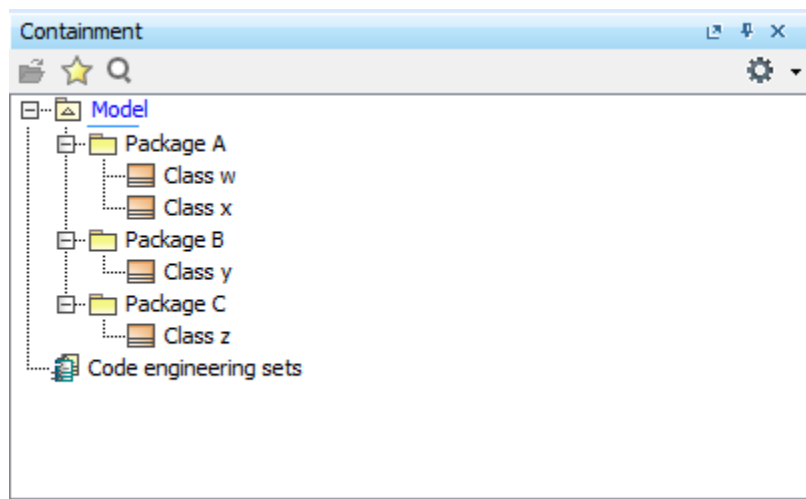 Containment
Model
Package A
Class w
Class x
Package B
Class y
Package C
Class z
Code engineering sets